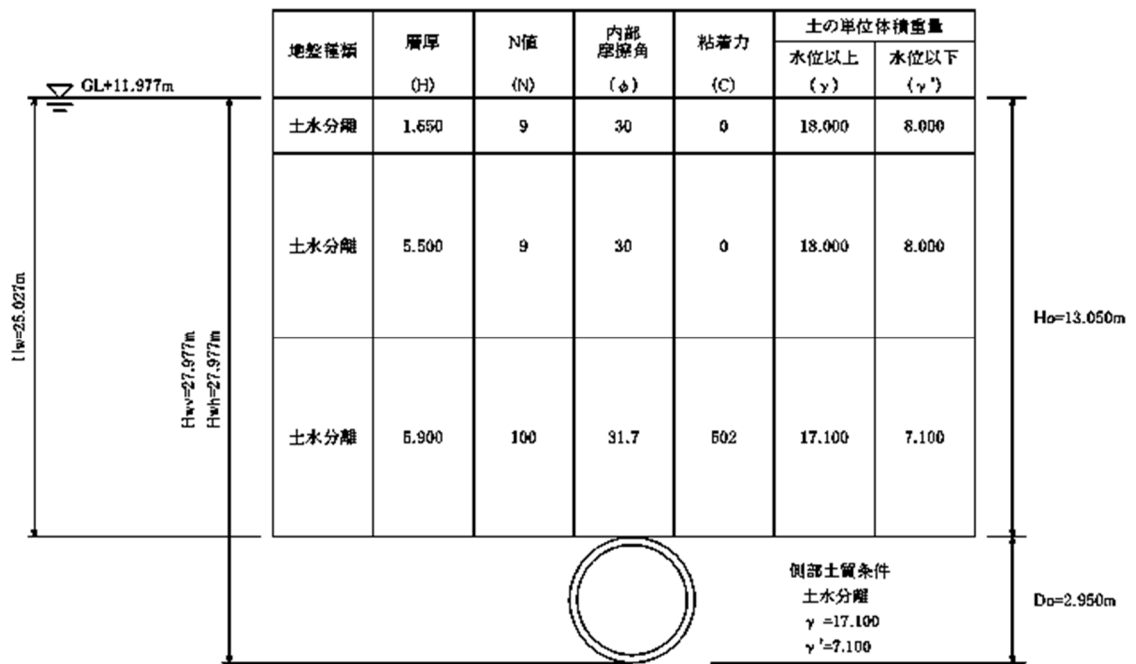 地盤種類 層厚 (H) N値 (N) 内部摩擦角 (φ) 粘着力 (C) 土の単位体積重量
水位以上 (γ) 水位以下 (γ')
GL+11.977m
土水分離 1.650 9 30 0 18.000 8.000
土水分離 5.500 9 30 0 18.000 8.000
土水分離 5.900 100 31.7 502 17.100 7.100
Hw=25.027m
Hwv=27.977m
Hwh=27.977m
Ho=13.050m
側部土質条件
土水分離
γ=17.100
γ'=7.100
Do=2.950m